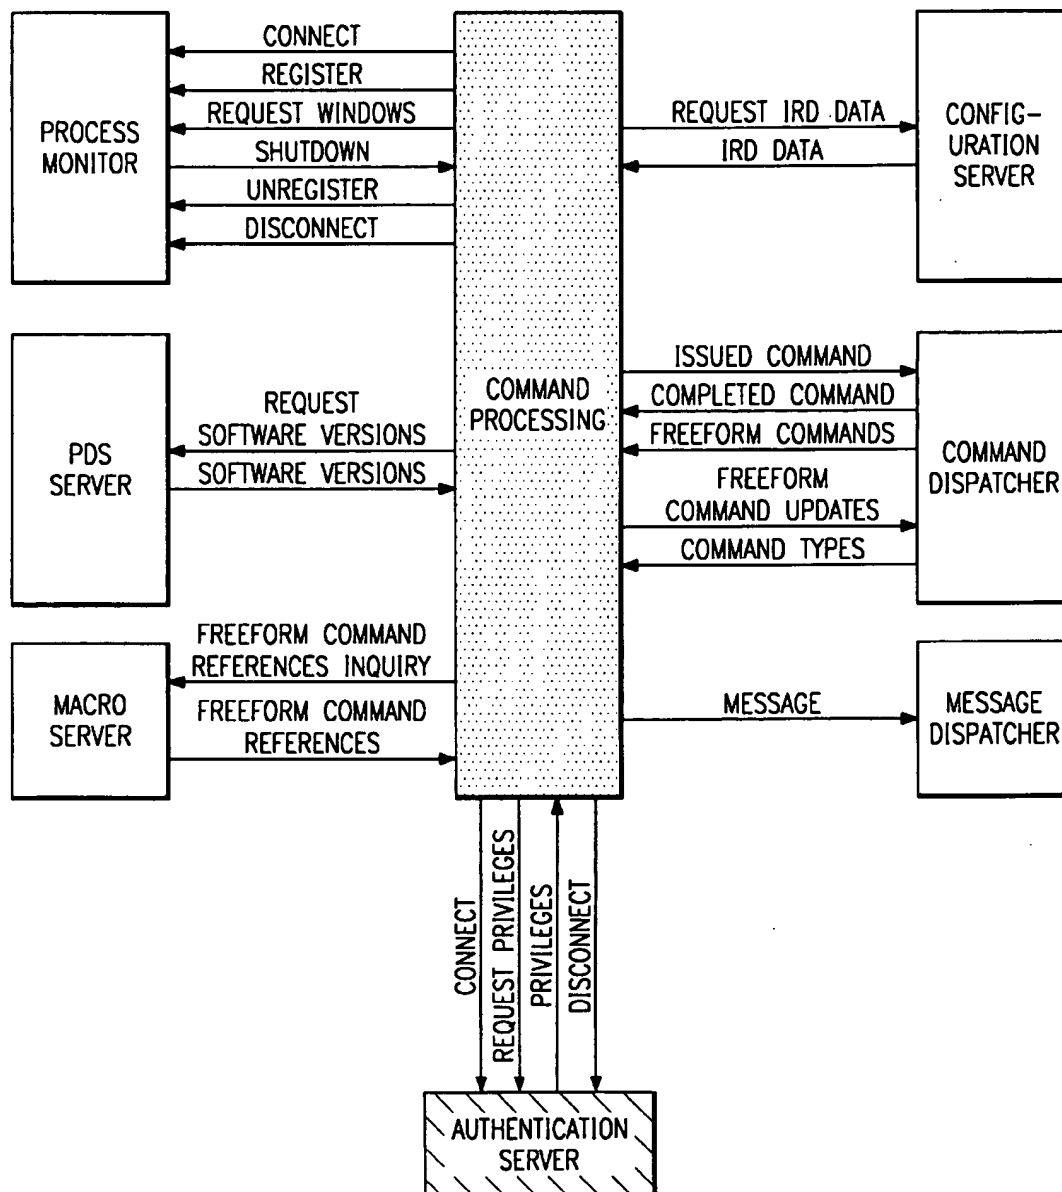 PROCESS
MONITOR
CONNECT
REGISTER
REQUEST WINDOWS
SHUTDOWN
UNREGISTER
DISCONNECT
PDS
SERVER
REQUEST
SOFTWARE VERSIONS
SOFTWARE VERSIONS
MACRO
SERVER
FREEFORM COMMAND
REFERENCES INQUIRY
FREEFORM COMMAND
REFERENCES
COMMAND
PROCESSING
REQUEST IRD DATA
IRD DATA
CONFIG-
URATION
SERVER
ISSUED COMMAND
COMPLETED COMMAND
FREEFORM COMMANDS
FREEFORM
COMMAND UPDATES
COMMAND TYPES
COMMAND
DISPATCHER
MESSAGE
MESSAGE
DISPATCHER
CONNECT
REQUEST PRIVILEGES
PRIVILEGES
DISCONNECT
AUTHENTICATION
SERVER